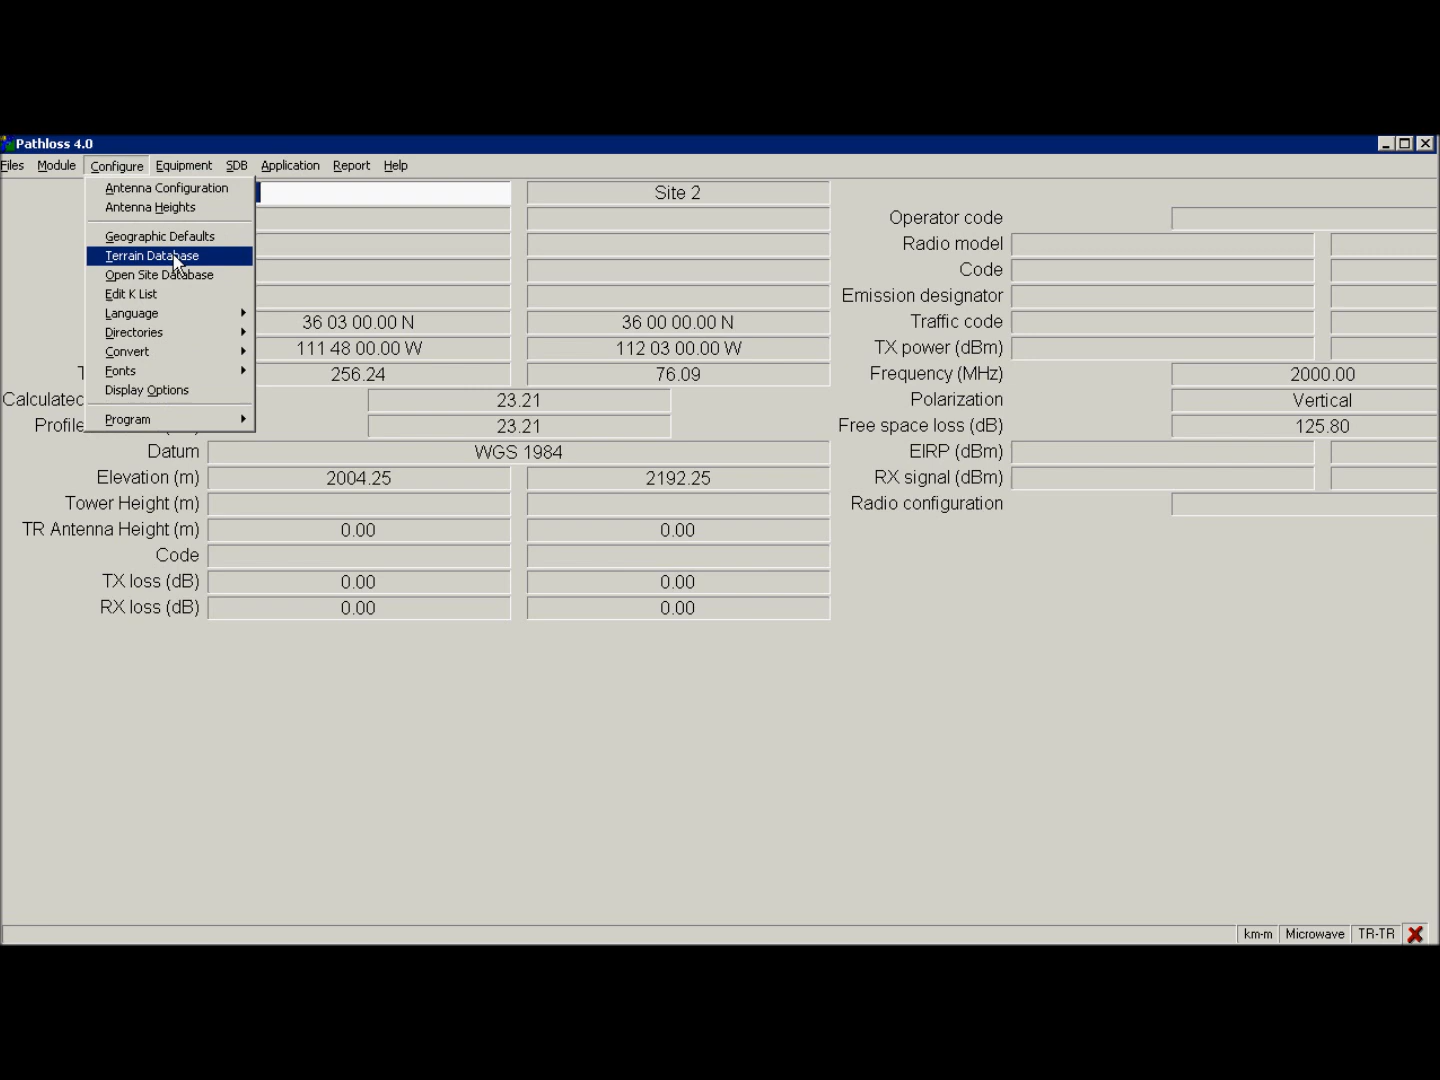 Pathloss 4.0
Files Module Configure Equipment SDB Application Report Help
Antenna Configuration
Antenna Heights
Geographic Defaults
Terrain Database
Open Site Database
Edit K List
Language
Directories
Convert
Fonts
Display Options
Program
Site 2
36 03 00.00 N 36 00 00.00 N
111 48 00.00 W 112 03 00.00 W
T 256.24 76.09
Calculated 23.21
Profile 23.21
Datum WGS 1984
Elevation (m) 2004.25 2192.25
Tower Height (m)
TR Antenna Height (m) 0.00 0.00
Code
TX loss (dB) 0.00 0.00
RX loss (dB) 0.00 0.00
Operator code
Radio model
Code
Emission designator
Traffic code
TX power (dBm)
Frequency (MHz) 2000.00
Polarization Vertical
Free space loss (dB) 125.80
EIRP (dBm)
RX signal (dBm)
Radio configuration
km-m Microwave TR-TR